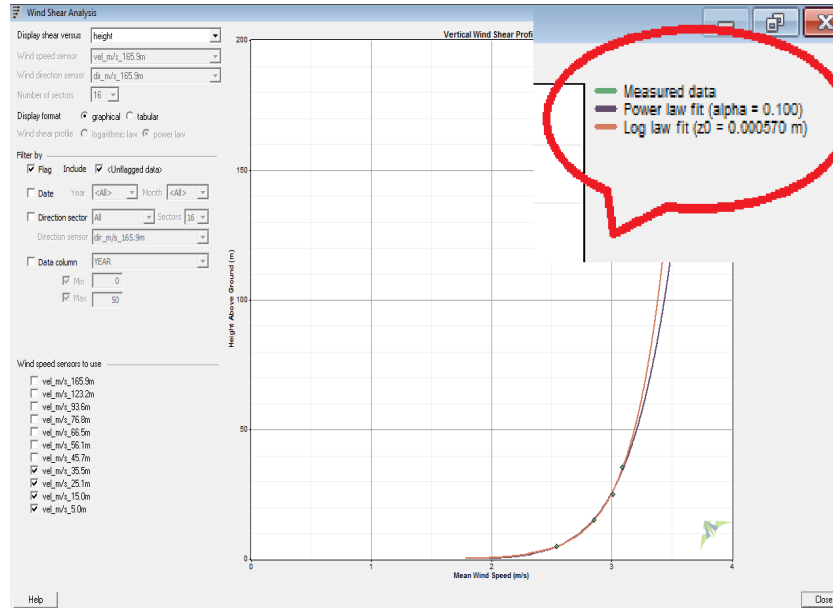 Wind Shear Analysis
Display shear versus height
Wind speed sensor vel_m/s_165.9m
Wind direction sensor dir_m/s_165.9m
Number of sectors 16
Display format graphical tabular
Wind shear profile logarithmic law power law
Filter by
Flag Include <Unflagged data>
Date Year <All> Month <All>
Direction sector All Sectors 16
Direction sensor dir_m/s_165.9m
Data column YEAR
Min 0
Max 50
Wind speed sensors to use
vel_m/s_165.9m
vel_m/s_123.2m
vel_m/s_93.6m
vel_m/s_76.8m
vel_m/s_66.5m
vel_m/s_56.1m
vel_m/s_45.7m
vel_m/s_35.5m
vel_m/s_25.1m
vel_m/s_15.0m
vel_m/s_5.0m
Help
Vertical Wind Shear Profi
200
150
100
50
0
Height Above Ground (m)
0 1 2 3 4
Mean Wind Speed (m/s)
Measured data
Power law fit (alpha = 0.100)
Log law fit (z0 = 0.000570 m)
Close